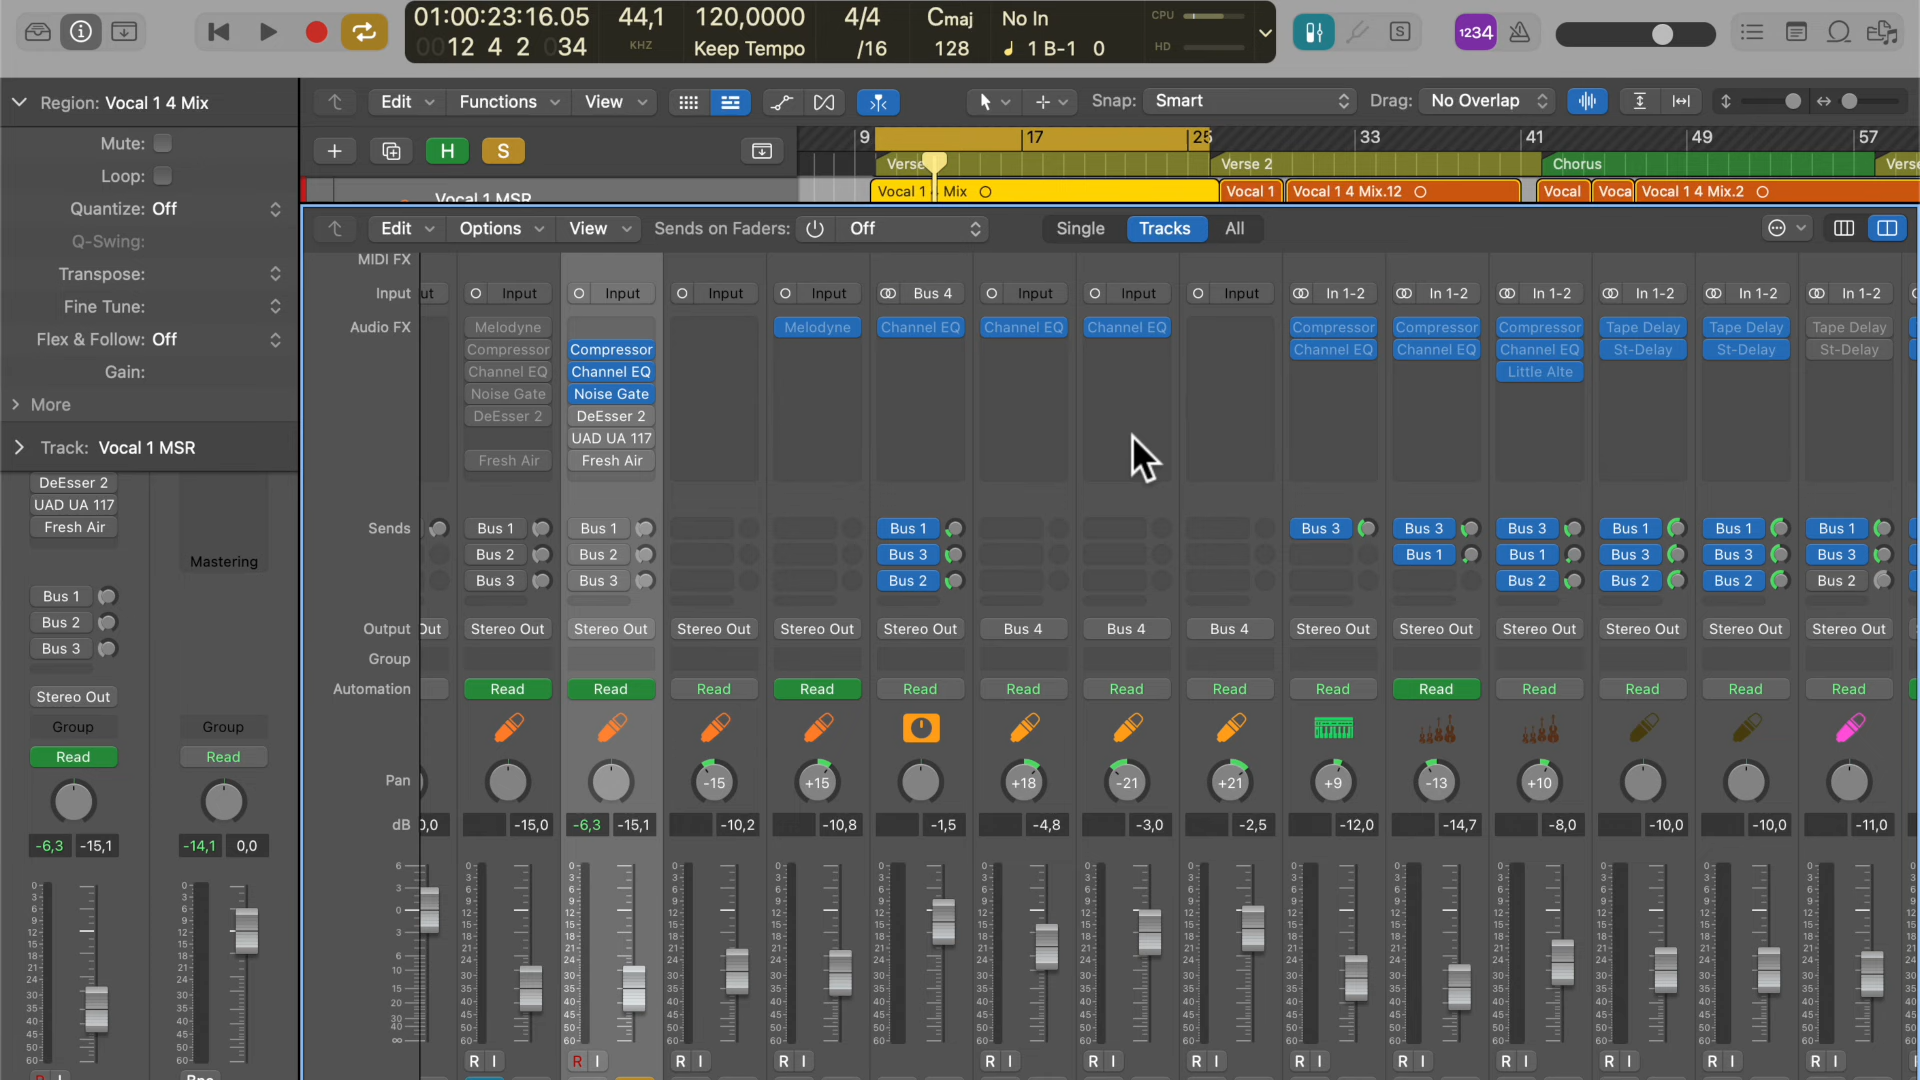 01:00:23:16.05 44,1 120,0000 4/4 Cmaj No In CPU
0012 4 2 034 KHZ Keep Tempo /16 128 1 B-1 0 HD
S 1234
Region: Vocal 1 4 Mix
Edit Functions View Snap: Smart Drag: No Overlap
Mute:
Loop:
Quantize: Off
Q-Swing:
Transpose:
Fine Tune:
Flex & Follow: Off
Gain:
More
Track: Vocal 1 MSR
H S
9 17 25 33 41 49 57
Verse 2 Chorus
Vocal 1 MSR
Vocal 1 4 Mix Vocal 1 Vocal 1 4 Mix.12 Vocal Voca Vocal 1 4 Mix.2
Edit Options View Sends on Faders: Off Single Tracks All
MIDI FX
Input ut Input Input Input Input Bus 4 Input Input Input In 1-2 In 1-2 In 1-2 In 1-2 In 1-2 In 1-2
Audio FX Melodyne Melodyne Channel EQ Channel EQ Channel EQ Compressor Compressor Compressor Tape Delay Tape Delay Tape Delay
Compressor Compressor Channel EQ Channel EQ Channel EQ St-Delay St-Delay St-Delay
Channel EQ Channel EQ Little Alte
Noise Gate Noise Gate
DeEsser 2 DeEsser 2
UAD UA 117
Fresh Air Fresh Air
Sends Bus 1 Bus 1 Bus 1 Bus 3 Bus 3 Bus 3 Bus 1 Bus 1 Bus 1
Bus 2 Bus 2 Bus 3 Bus 1 Bus 1 Bus 3 Bus 3 Bus 3
Bus 3 Bus 3 Bus 2 Bus 2 Bus 2 Bus 2 Bus 2
Output Out Stereo Out Stereo Out Stereo Out Stereo Out Stereo Out Bus 4 Bus 4 Bus 4 Stereo Out Stereo Out Stereo Out Stereo Out Stereo Out Stereo Out
Group
Automation Read Read Read Read Read Read Read Read Read Read Read Read Read Read
Pan -15 +15 +18 -21 +21 +9 -13 +10
dB 0,0 -15,0 -6,3 -15,1 -10,2 -10,8 -1,5 -4,8 -3,0 -2,5 -12,0 -14,7 -8,0 -10,0 -10,0 -11,0
R I R I R I R I R I R I R I R I R I R I R I R I R I
DeEsser 2
UAD UA 117
Fresh Air
Mastering
Bus 1
Bus 2
Bus 3
Stereo Out
Group Group
Read Read
-6,3 -15,1 -14,1 0,0